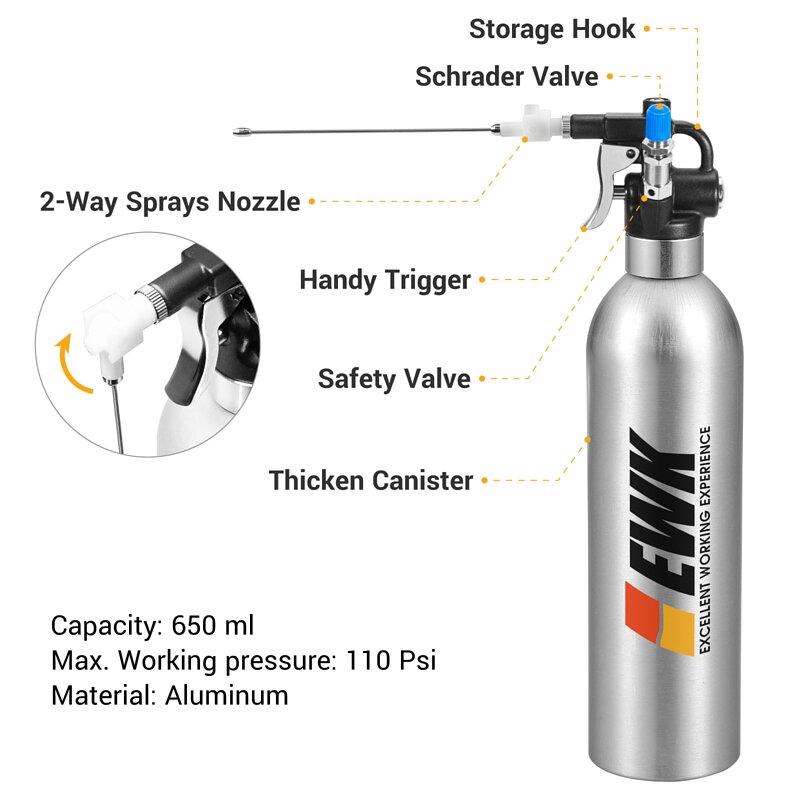 Storage Hook
Schrader Valve
2-Way Sprays Nozzle
Handy Trigger
Safety Valve
Thicken Canister
EWK
EXCELLENT WORKING EXPERIENCE
Capacity: 650 ml
Max. Working pressure: 110 Psi
Material: Aluminum